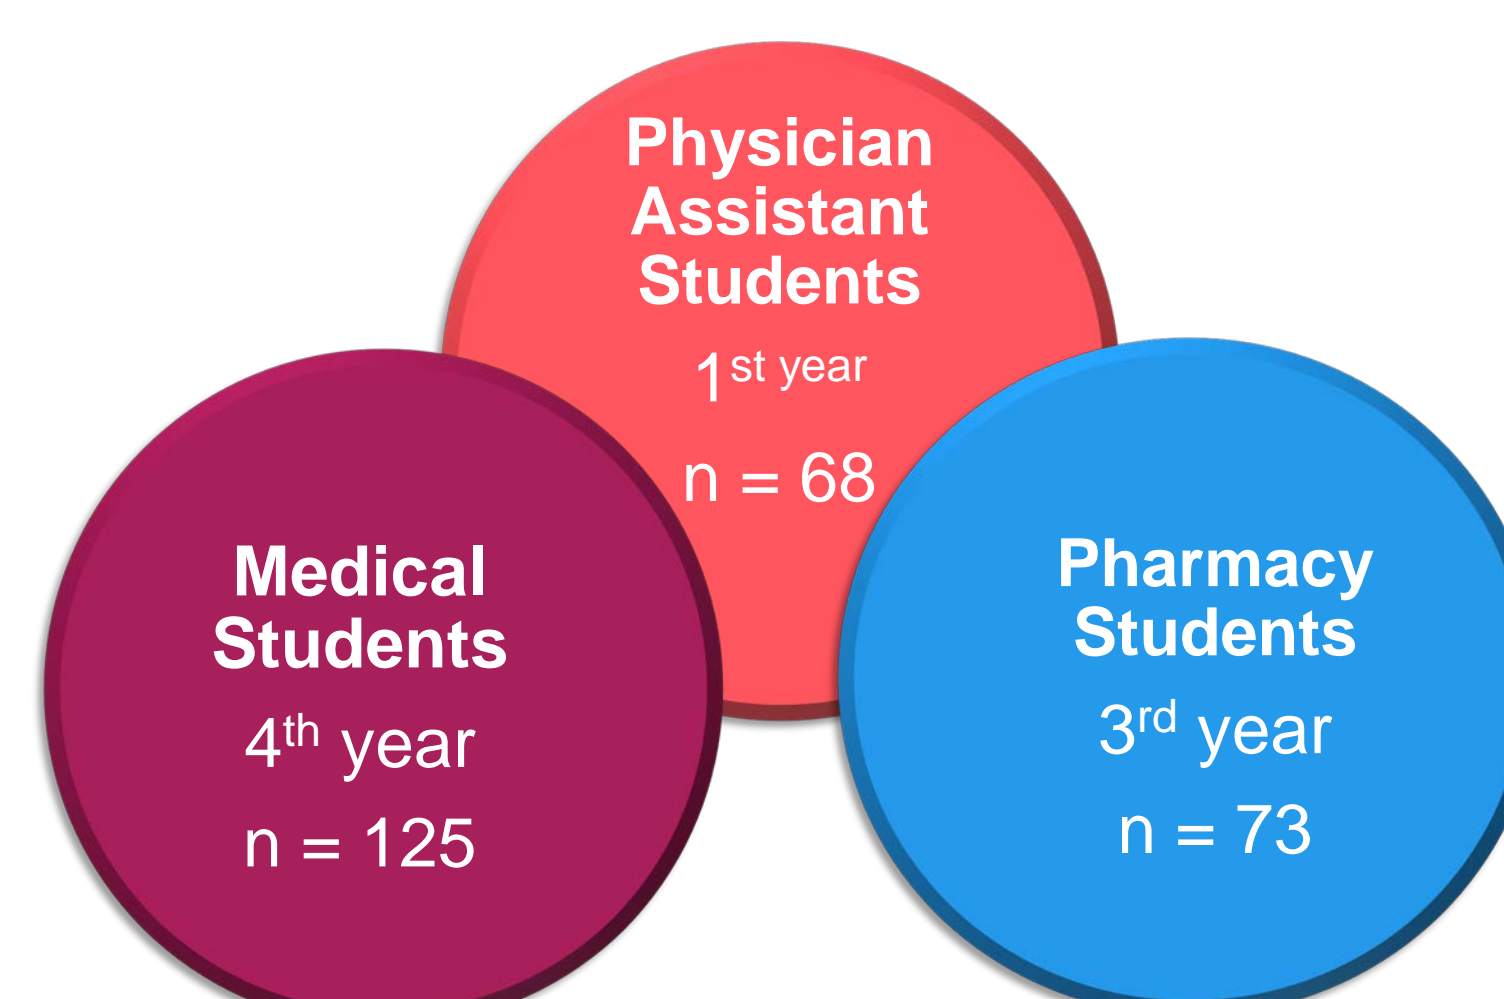 Physician
Assistant
Students
1st year
n = 68
Medical
Students
4th year
n = 125
Pharmacy
Students
3rd year
n = 73